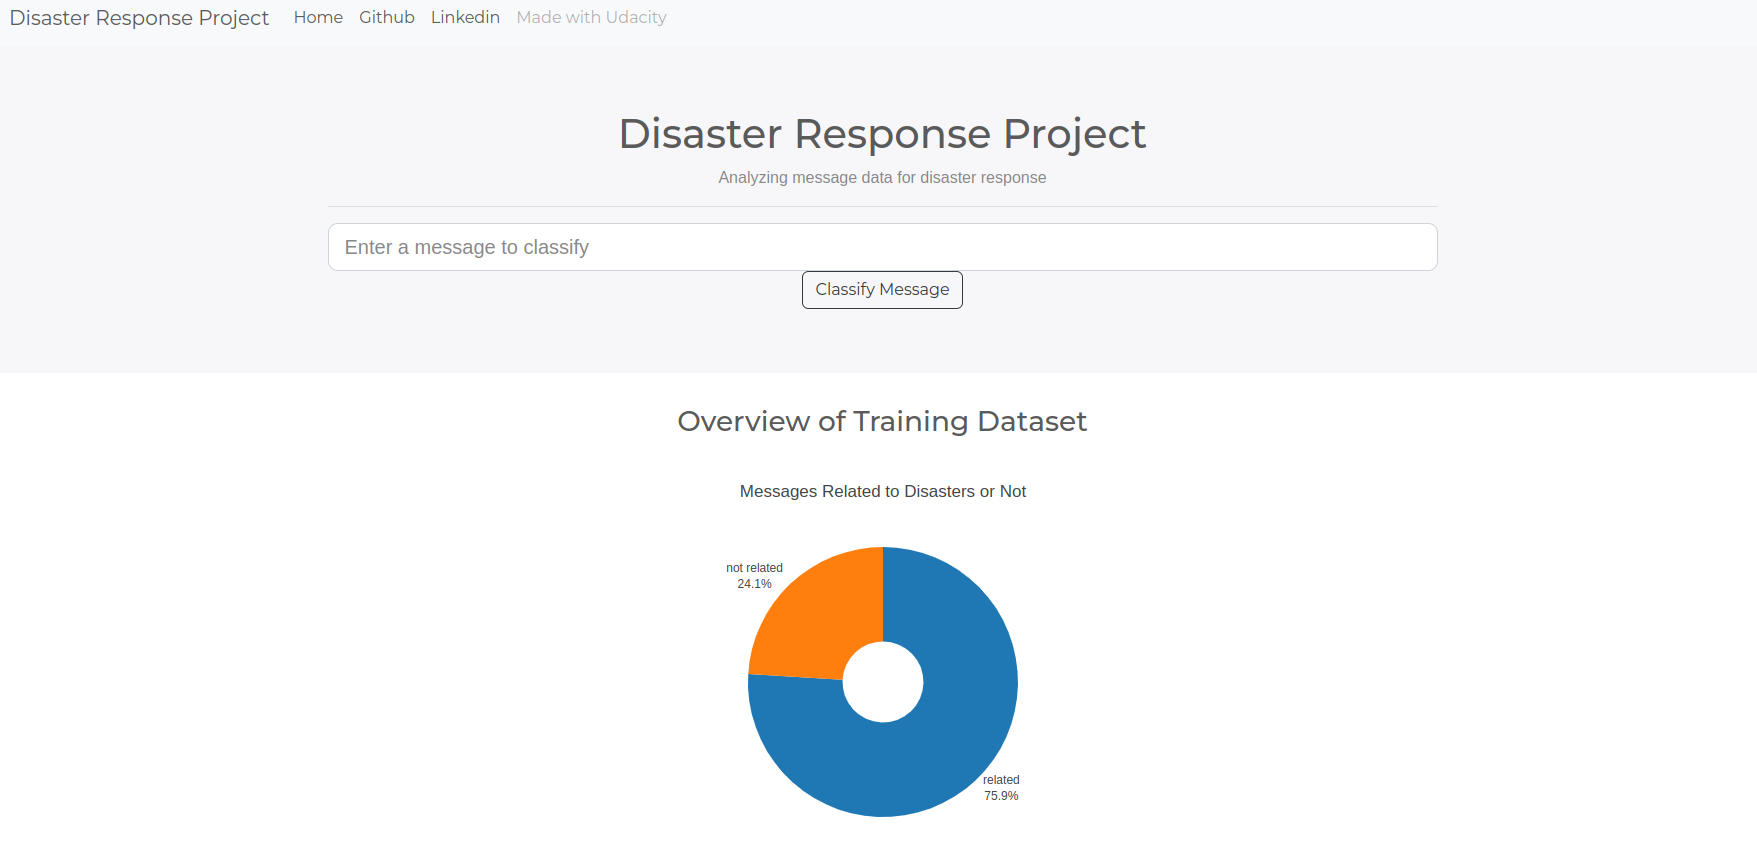 Disaster Response Project Home Github Linkedin Made with Udacity
Disaster Response Project
Analyzing message data for disaster response
Enter a message to classify
Classify Message
Overview of Training Dataset
Messages Related to Disasters or Not
not related
24.1%
related
75.9%